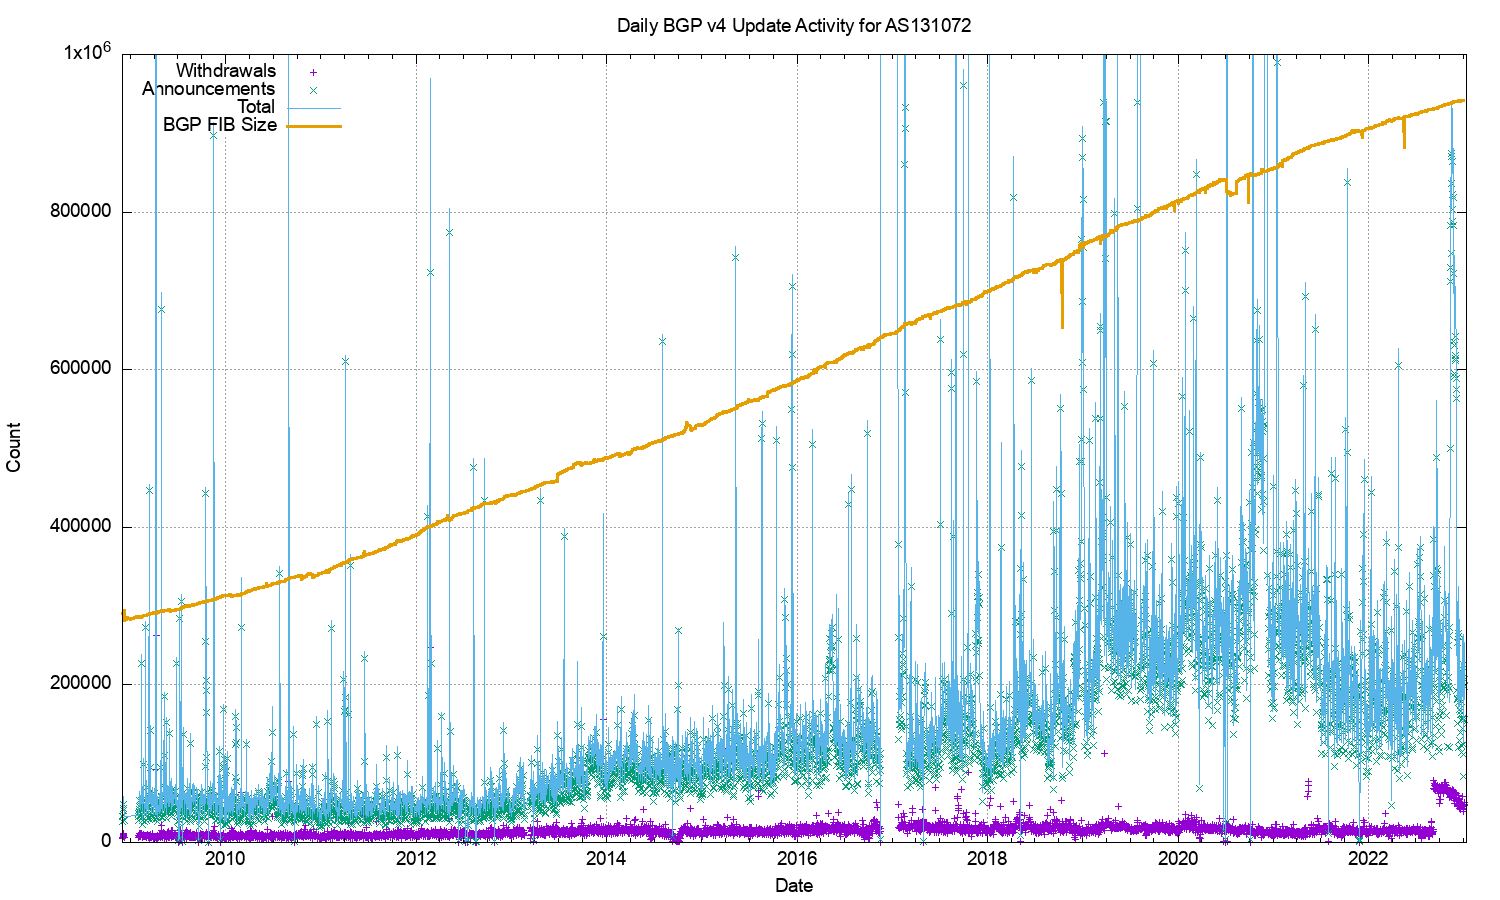 Daily BGP v4 Update Activity for AS131072
1x10^6
Withdrawals
Announcements
Total
BGP FIB Size
800000
600000
Count
400000
200000
0
2010 2012 2014 2016 2018 2020 2022
Date